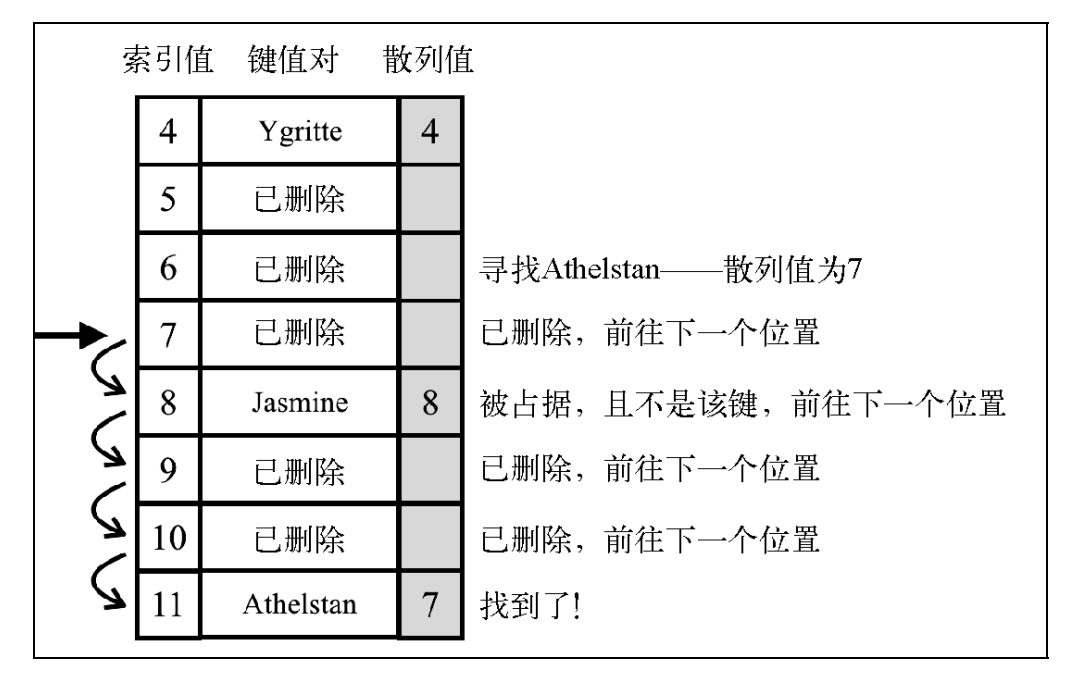 索引值 键值对 散列值
4 Ygritte 4
5 已删除
6 已删除 寻找Athelstan——散列值为7
7 已删除 已删除，前往下一个位置
8 Jasmine 8 被占据，且不是该键，前往下一个位置
9 已删除 已删除，前往下一个位置
10 已删除 已删除，前往下一个位置
11 Athelstan 7 找到了！